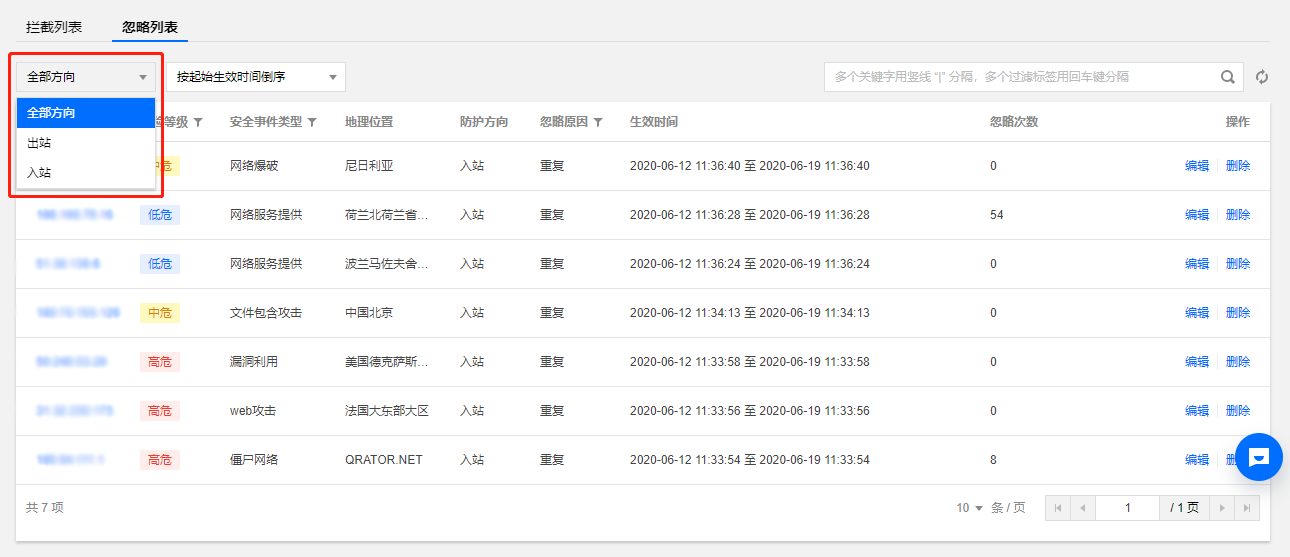 拦截列表 忽略列表
全部方向 按起始生效时间倒序 多个关键字用竖线 “|” 分隔，多个过滤标签用回车键分隔
全部方向
出站
入站
等级 安全事件类型 地理位置 防护方向 忽略原因 生效时间 忽略次数 操作
中危 网络爆破 尼日利亚 入站 重复 2020-06-12 11:36:40 至 2020-06-19 11:36:40 0 编辑 删除
低危 网络服务提供 荷兰北荷兰省... 入站 重复 2020-06-12 11:36:28 至 2020-06-19 11:36:28 54 编辑 删除
低危 网络服务提供 波兰马佐夫舍... 入站 重复 2020-06-12 11:36:24 至 2020-06-19 11:36:24 0 编辑 删除
中危 文件包含攻击 中国北京 入站 重复 2020-06-12 11:34:13 至 2020-06-19 11:34:13 0 编辑 删除
高危 漏洞利用 美国德克萨斯... 入站 重复 2020-06-12 11:33:58 至 2020-06-19 11:33:58 0 编辑 删除
高危 web攻击 法国大东部大区 入站 重复 2020-06-12 11:33:56 至 2020-06-19 11:33:56 0 编辑 删除
高危 僵尸网络 QRATOR.NET 入站 重复 2020-06-12 11:33:54 至 2020-06-19 11:33:54 8 编辑 删
共 7 项 10 条 / 页 1 / 1 页